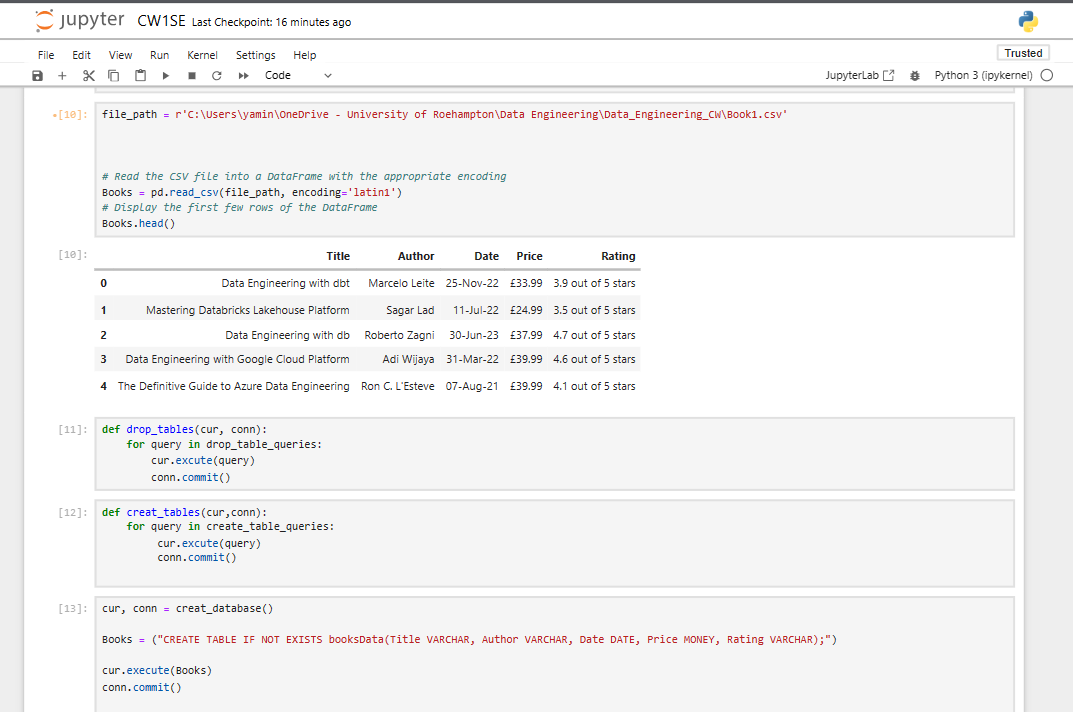 jupyter CW1SE Last Checkpoint: 16 minutes ago
File Edit View Run Kernel Settings Help Trusted
Code JupyterLab Python 3 (ipykernel)
[10]: file_path = r'C:\Users\yamin\OneDrive - University of Roehampton\Data Engineering\Data_Engineering_CW\Book1.csv'
# Read the CSV file into a DataFrame with the appropriate encoding
Books = pd.read_csv(file_path, encoding='latin1')
# Display the first few rows of the DataFrame
Books.head()
[10]: Title Author Date Price Rating
0 Data Engineering with dbt Marcelo Leite 25-Nov-22 £33.99 3.9 out of 5 stars
1 Mastering Databricks Lakehouse Platform Sagar Lad 11-Jul-22 £24.99 3.5 out of 5 stars
2 Data Engineering with db Roberto Zagni 30-Jun-23 £37.99 4.7 out of 5 stars
3 Data Engineering with Google Cloud Platform Adi Wijaya 31-Mar-22 £39.99 4.6 out of 5 stars
4 The Definitive Guide to Azure Data Engineering Ron C. L'Esteve 07-Aug-21 £39.99 4.1 out of 5 stars
[11]: def drop_tables(cur, conn):
for query in drop_table_queries:
cur.excute(query)
conn.commit()
[12]: def creat_tables(cur,conn):
for query in create_table_queries:
cur.excute(query)
conn.commit()
[13]: cur, conn = creat_database()
Books = ("CREATE TABLE IF NOT EXISTS booksData(Title VARCHAR, Author VARCHAR, Date DATE, Price MONEY, Rating VARCHAR);")
cur.execute(Books)
conn.commit()